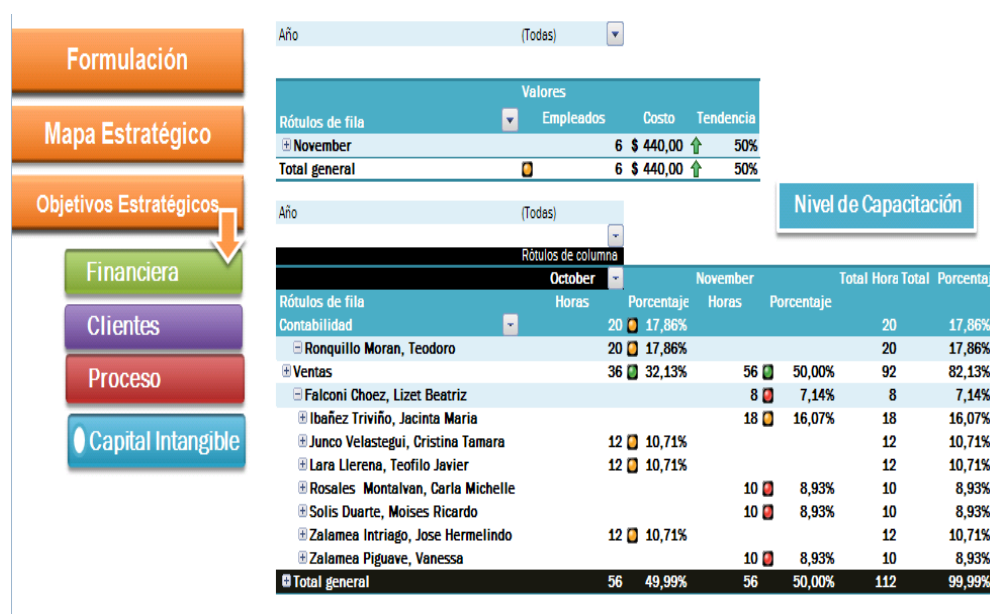 Formulación
Mapa Estratégico
Objetivos Estratégicos
Financiera
Clientes
Proceso
Capital Intangible
Año (Todas)
Valores
Rótulos de fila Empleados Costo Tendencia
November 6 $ 440,00 50%
Total general 6 $ 440,00 50%
Nivel de Capacitación
Año (Todas)
Rótulos de columna
October November Total Hora Total Porcentaj
Rótulos de fila Horas Porcentaje Horas Porcentaje
Contabilidad 20 17,86% 20 17,86%
Ronquillo Moran, Teodoro 20 17,86% 20 17,86%
Ventas 36 32,13% 56 50,00% 92 82,13%
Falconi Choez, Lizet Beatriz 8 7,14% 8 7,14%
Ibañez Triviño, Jacinta Maria 18 16,07% 18 16,07%
Junco Velastegui, Cristina Tamara 12 10,71% 12 10,71%
Lara Llerena, Teofilo Javier 12 10,71% 12 10,71%
Rosales Montalvan, Carla Michelle 10 8,93% 10 8,93%
Solis Duarte, Moises Ricardo 10 8,93% 10 8,93%
Zalamea Intriago, Jose Hermelindo 12 10,71% 12 10,71%
Zalamea Piguave, Vanessa 10 8,93% 10 8,93%
Total general 56 49,99% 56 50,00% 112 99,99%